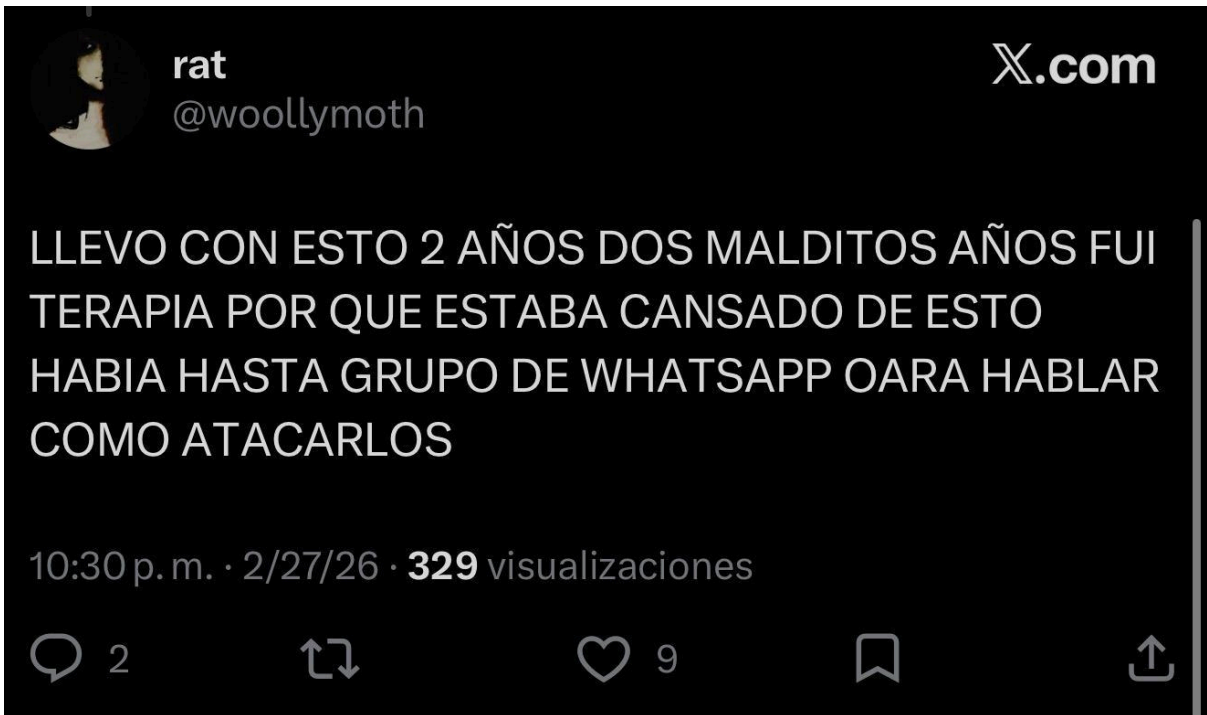 rat
𝕏.com
@woollymoth
LLEVO CON ESTO 2 AÑOS DOS MALDITOS AÑOS FUI
TERAPIA POR QUE ESTABA CANSADO DE ESTO
HABIA HASTA GRUPO DE WHATSAPP OARA HABLAR
COMO ATACARLOS
10:30 p. m. · 2/27/26 · 329 visualizaciones
2 9